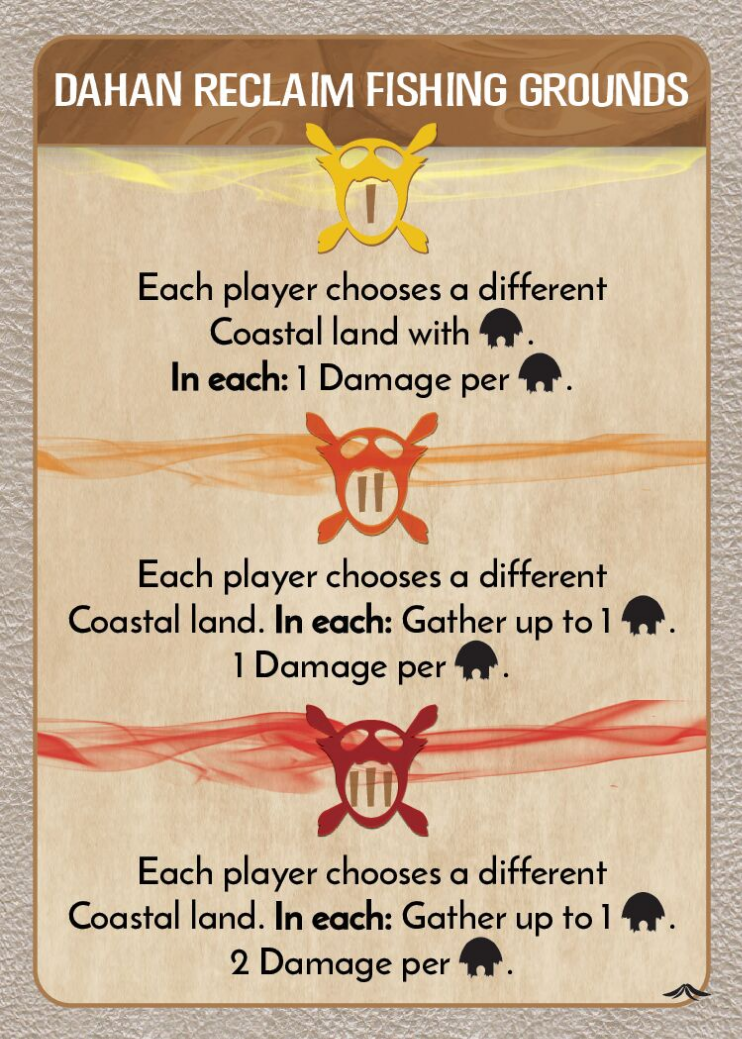 DAHAN RECLAIM FISHING GROUNDS
I
Each player chooses a different
Coastal land with .
In each: 1 Damage per .
II
Each player chooses a different
Coastal land. In each: Gather up to 1 .
1 Damage per .
III
Each player chooses a different
Coastal land. In each: Gather up to 1 .
2 Damage per .